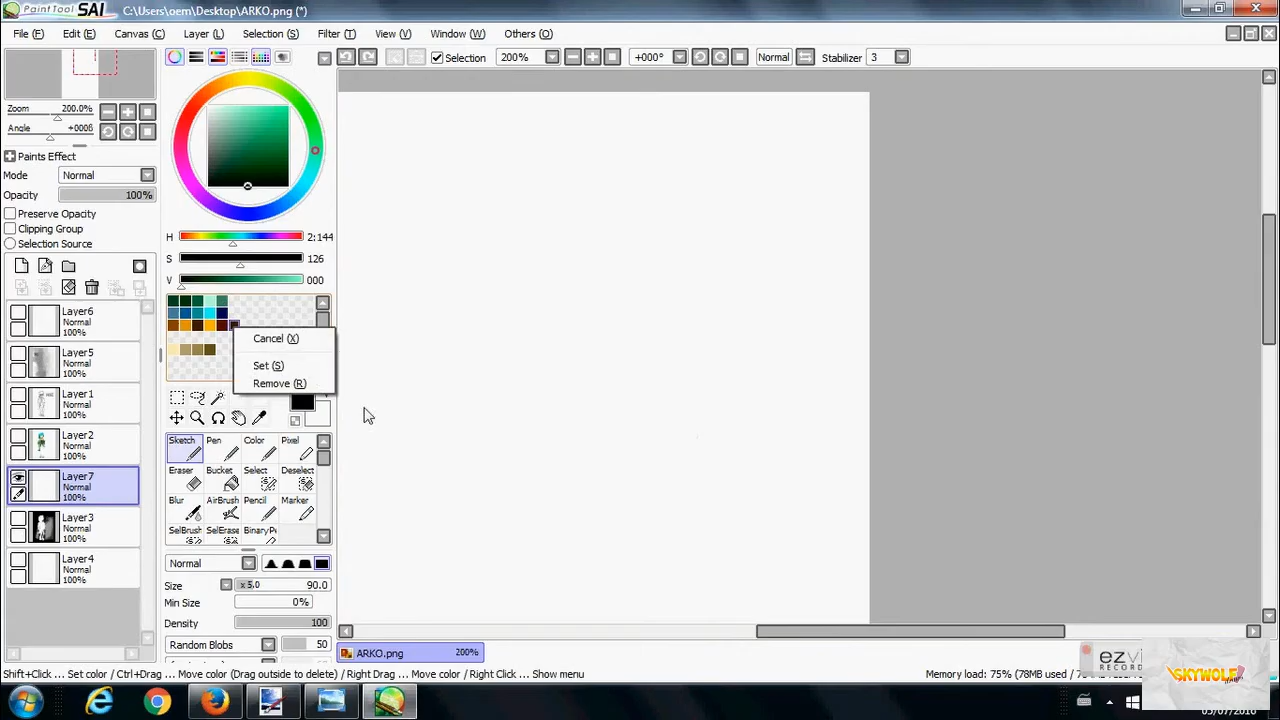 PaintTool SAI
C:\Users\oem\Desktop\ARKO.png (*)
File (F) Edit (E) Canvas (C) Layer (L) Selection (S) Filter (T) View (V) Window (W) Others (O)
Selection 200% +000° Normal Stabilizer 3
Zoom 200.0%
Angle
Paints Effect
Mode Normal
Opacity 100%
Preserve Opacity
Clipping Group
Selection Source
Layer6
Normal
100%
Layer5
Normal
100%
Layer1
Normal
100%
Layer2
Normal
100%
Layer7
Normal
100%
Layer3
Normal
100%
Layer4
Normal
100%
H 2:144
S 126
V 000
Cancel (X)
Set (S)
Remove (R)
Sketch Pen Color Pixel
Eraser Bucket Select Deselect
Blur AirBrush Pencil Marker
SelBrush SelErase
Normal
Size x 5.0 90.0
Min Size 0%
Density 100
Random Blobs 50
ARKO.png 200%
Shift+Click ... Set color / Ctrl+Drag ... Move color (Drag outside to delete) / Right Drag ... Move color / Right Click ... Show menu
Memory load: 75% (78MB used /
ezvi
RECOR
SKYWOLF
05/07/2016